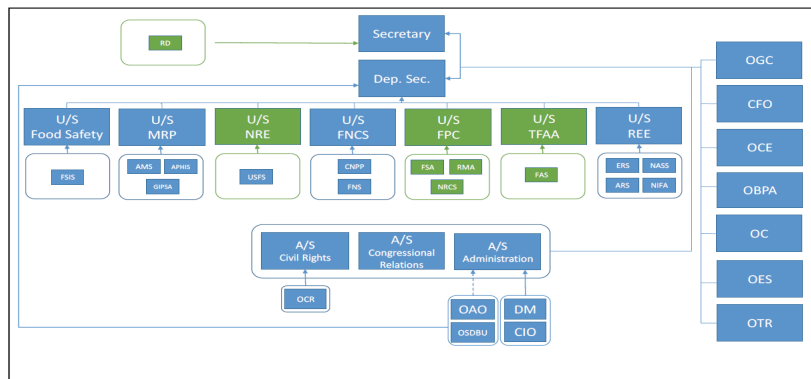 RD
Secretary
Dep. Sec.
OGC
CFO
OCE
OBPA
OC
OES
OTR
U/S
Food Safety
U/S
MRP
U/S
NRE
U/S
FNCS
U/S
FPC
U/S
TFAA
U/S
REE
FSIS
AMS
APHIS
GIPSA
USFS
CNPP
FNS
FSA
RMA
NRCS
FAS
ERS
NASS
ARS
NIFA
A/S
Civil Rights
A/S
Congressional
Relations
A/S
Administration
OCR
OAO
OSDBU
DM
CIO